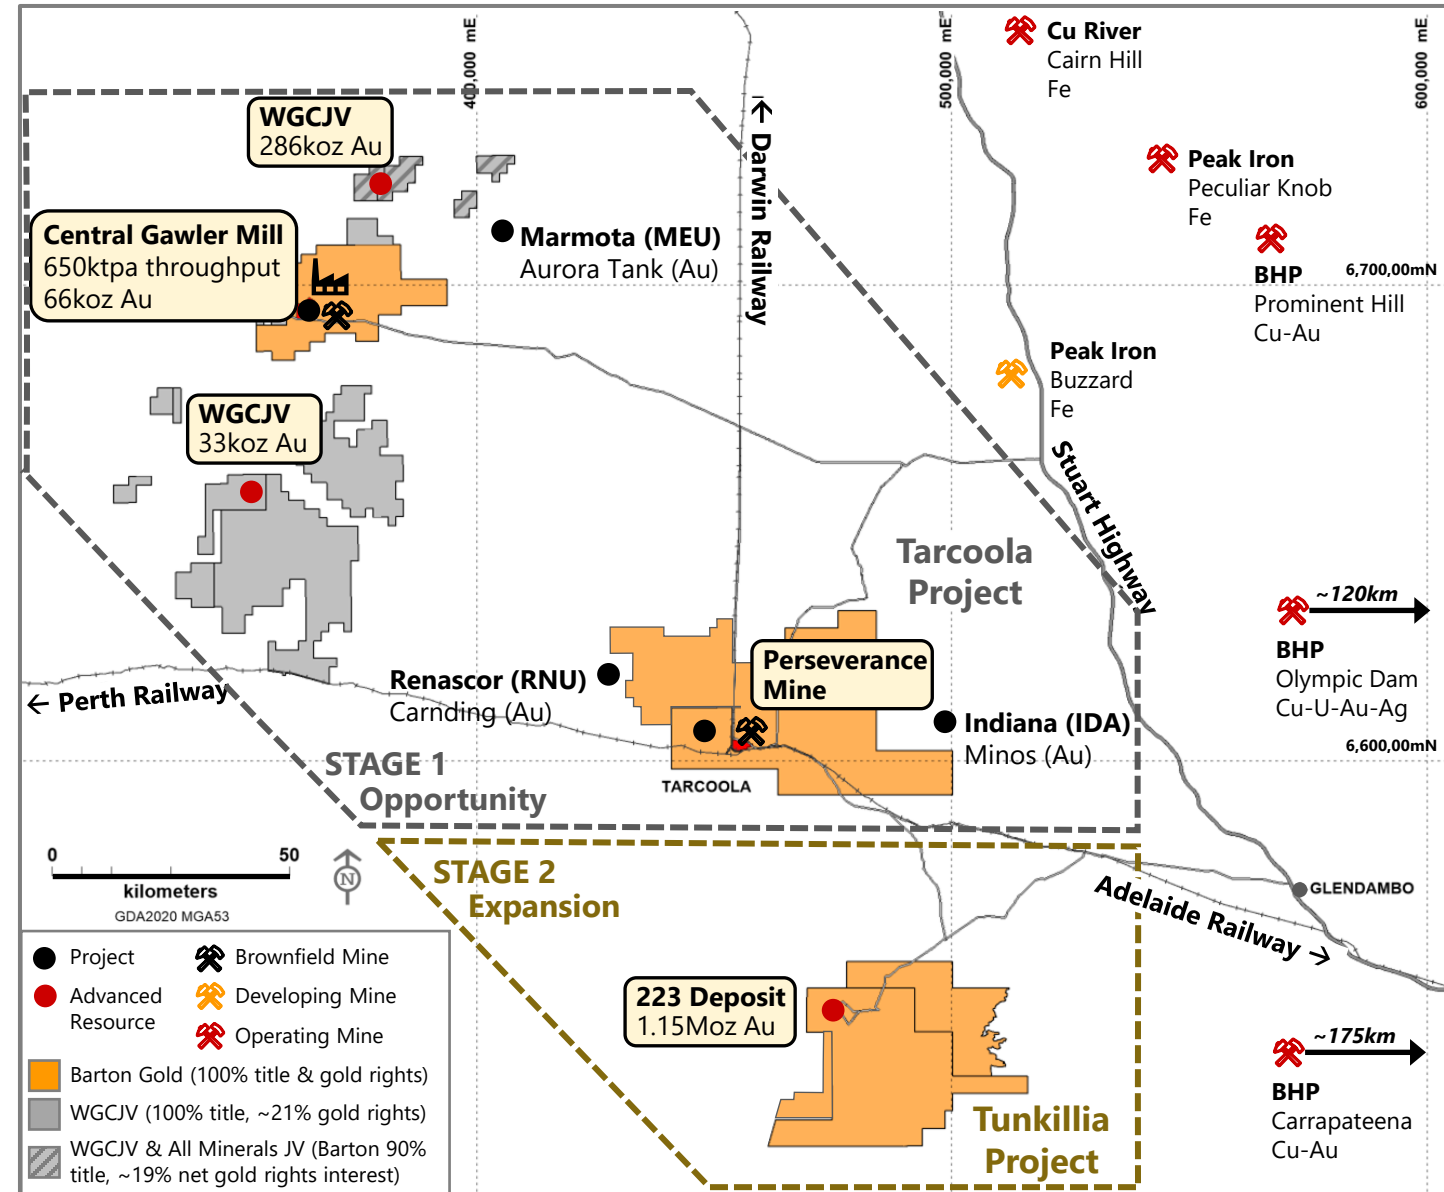 400,000 mE
500,000 mE
600,000 mE
Cu River
Cairn Hill
Fe
WGCJV
286koz Au
← Darwin Railway
Peak Iron
Peculiar Knob
Fe
Central Gawler Mill
650ktpa throughput
66koz Au
Marmota (MEU)
Aurora Tank (Au)
BHP
Prominent Hill
Cu-Au
6,700,00mN
Peak Iron
Buzzard
Fe
WGCJV
33koz Au
Stuart Highway
Tarcoola
Project
~120km
BHP
Olympic Dam
Cu-U-Au-Ag
Perseverance
Mine
Renascor (RNU)
Carnding (Au)
← Perth Railway
Indiana (IDA)
Minos (Au)
6,600,00mN
STAGE 1
Opportunity
TARCOOLA
0
50
kilometers
GDA2020 MGA53
N
STAGE 2
Expansion
GLENDAMBO
Adelaide Railway →
223 Deposit
1.15Moz Au
~175km
BHP
Carrapateena
Cu-Au
Tunkillia
Project
Project
Brownfield Mine
Advanced
Resource
Developing Mine
Operating Mine
Barton Gold (100% title & gold rights)
WGCJV (100% title, ~21% gold rights)
WGCJV & All Minerals JV (Barton 90%
title, ~19% net gold rights interest)